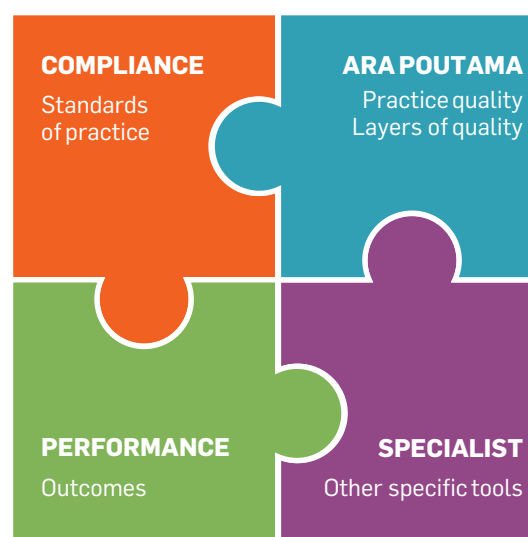 COMPLIANCE
Standards
of practice
ARA POUTAMA
Practice quality
Layers of quality
PERFORMANCE
Outcomes
SPECIALIST
Other specific tools